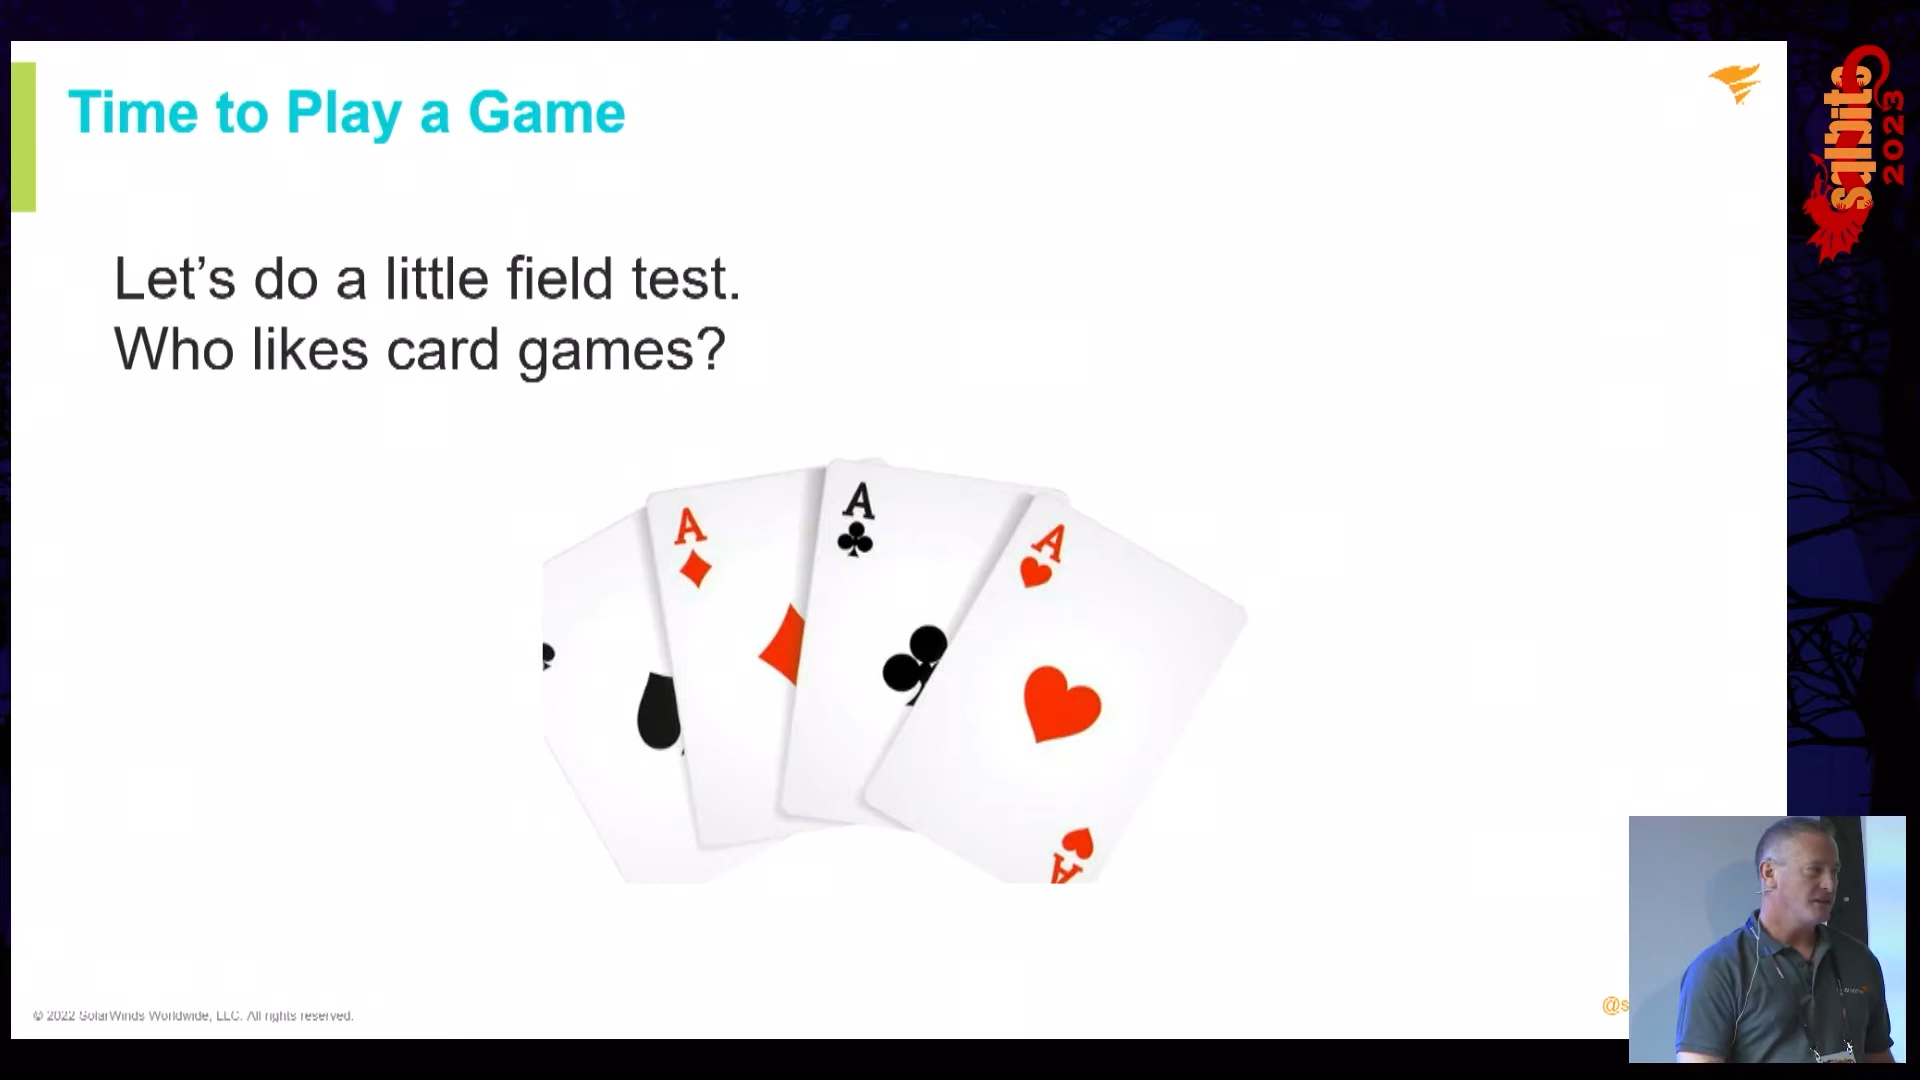 Time to Play a Game
Let's do a little field test.
Who likes card games?
A
A
A
A
© 2022 SolarWinds Worldwide, LLC. All rights reserved.
sqlbits
2023